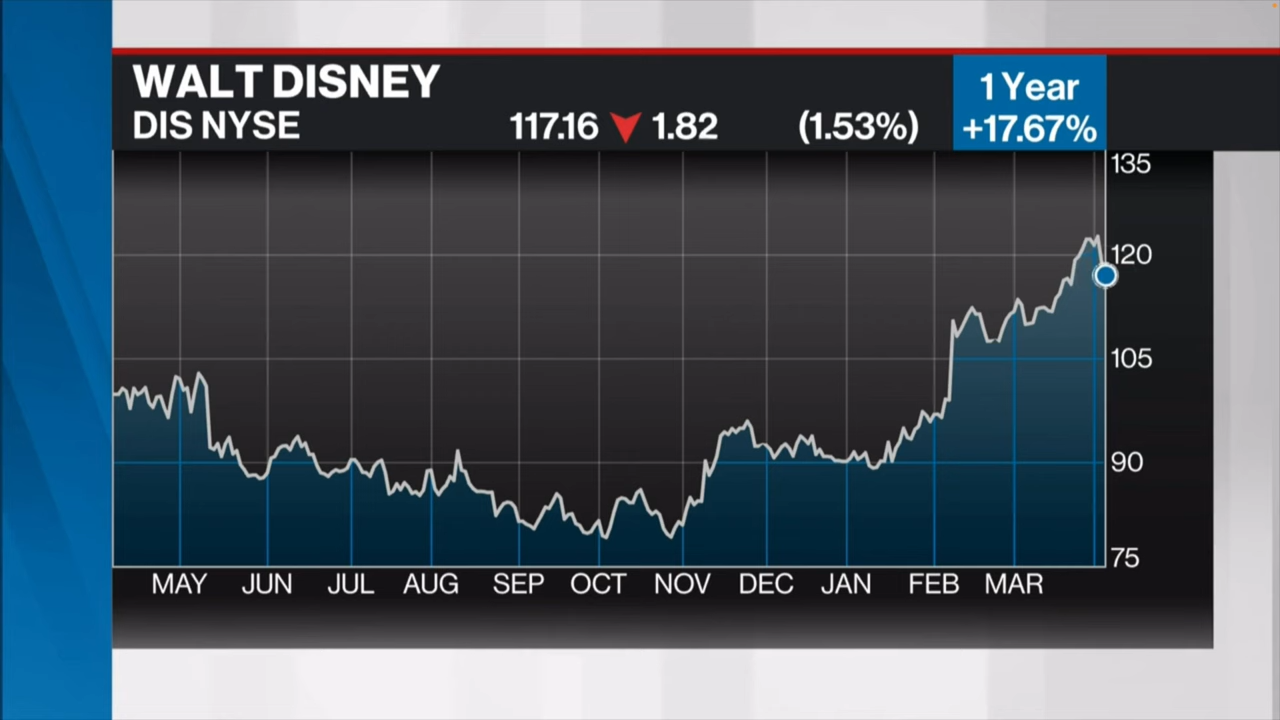 WALT DISNEY
DIS NYSE 117.16 1.82 (1.53%)
1 Year
+17.67%
135
120
105
90
75
MAY JUN JUL AUG SEP OCT NOV DEC JAN FEB MAR